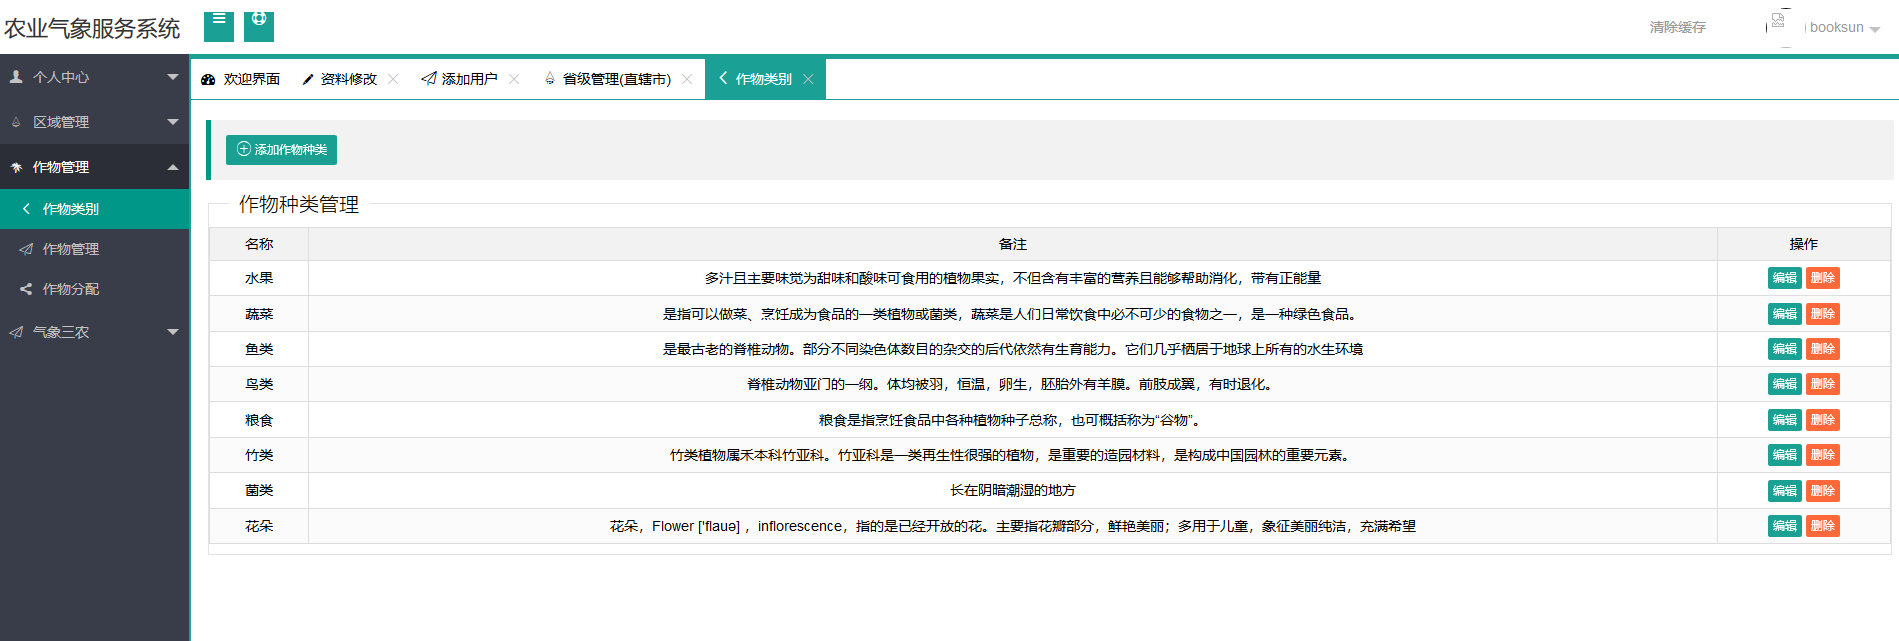 农业气象服务系统
清除缓存
booksun
个人中心
区域管理
作物管理
作物类别
作物管理
作物分配
气象三农
欢迎界面 资料修改 添加用户 省级管理(直辖市) 作物类别
添加作物种类
作物种类管理
名称 备注 操作
水果 多汁且主要味觉为甜味和酸味可食用的植物果实，不但含有丰富的营养且能够帮助消化，带有正能量 编辑 删除
蔬菜 是指可以做菜、烹饪成为食品的一类植物或菌类，蔬菜是人们日常饮食中必不可少的食物之一，是一种绿色食品。 编辑 删除
鱼类 是最古老的脊椎动物。部分不同染色体数目的杂交的后代依然有生育能力。它们几乎栖居于地球上所有的水生环境 编辑 删除
鸟类 脊椎动物亚门的一纲。体均被羽，恒温，卵生，胚胎外有羊膜。前肢成翼，有时退化。 编辑 删除
粮食 粮食是指烹饪食品中各种植物种子总称，也可概括称为“谷物”。 编辑 删除
竹类 竹类植物属禾本科竹亚科。竹亚科是一类再生性很强的植物，是重要的造园材料，是构成中国园林的重要元素。 编辑 删除
菌类 长在阴暗潮湿的地方 编辑 删除
花朵 花朵，Flower ['flauə] ，inflorescence，指的是已经开放的花。主要指花瓣部分，鲜艳美丽；多用于儿童，象征美丽纯洁，充满希望 编辑 删除